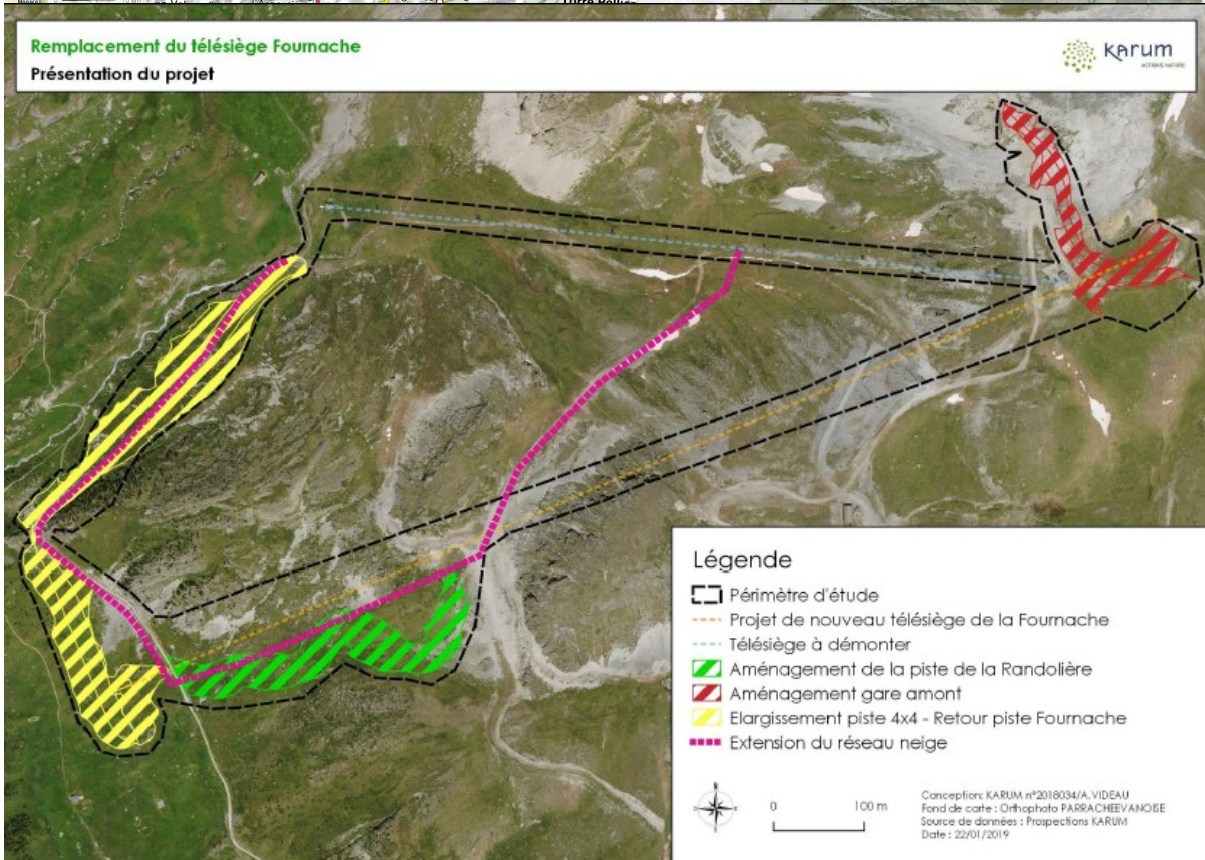 Remplacement du télésiège Fournache
Présentation du projet
karum
ACTIONS NATURE
Légende
Périmètre d'étude
Projet de nouveau télésiège de la Fournache
Télésiège à démonter
Aménagement de la piste de la Randolière
Aménagement gare amont
Elargissement piste 4x4 - Retour piste Fournache
Extension du réseau neige
N
0 100 m
Conception: KARUM n°2018034/A.VIDEAU
Fond de carte : Orthophoto PARRACHEEVANOISE
Source de données : Prospections KARUM
Date : 22/01/2019